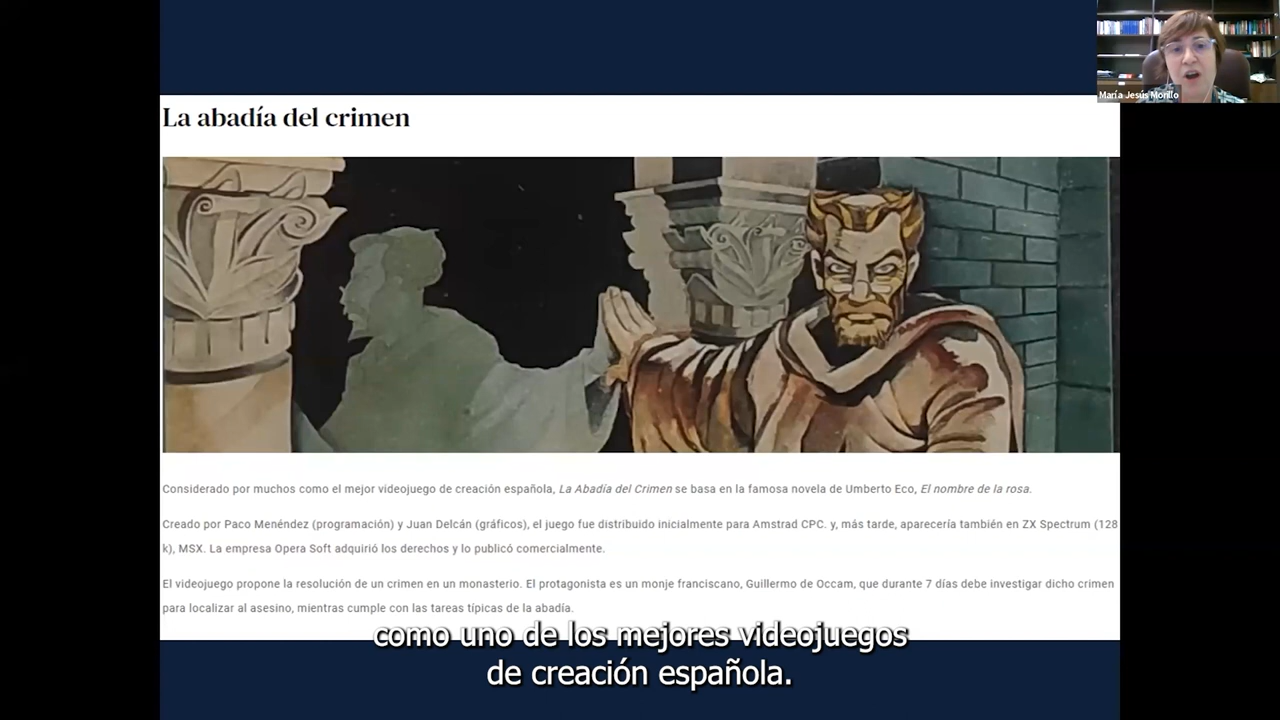 María Jesús Morillo
La abadía del crimen
Considerado por muchos como el mejor videojuego de creación española, La Abadía del Crimen se basa en la famosa novela de Umberto Eco, El nombre de la rosa.
Creado por Paco Menéndez (programación) y Juan Delcán (gráficos), el juego fue distribuido inicialmente para Amstrad CPC. y, más tarde, aparecería también en ZX Spectrum (128
k), MSX. La empresa Opera Soft adquirió los derechos y lo publicó comercialmente.
El videojuego propone la resolución de un crimen en un monasterio. El protagonista es un monje franciscano, Guillermo de Occam, que durante 7 días debe investigar dicho crimen
para localizar al asesino, mientras cumple con las tareas típicas de la abadía.
como uno de los mejores videojuegos
de creación española.